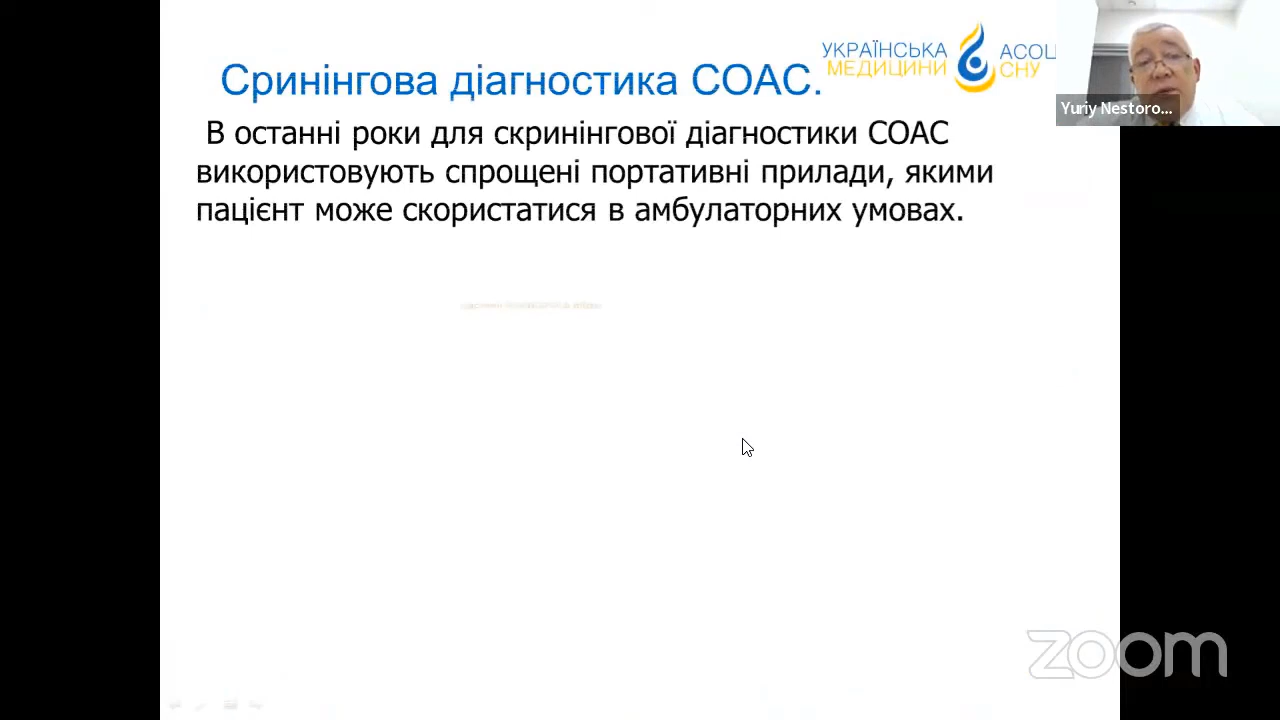 УКРАЇНСЬКА АСОЦ
МЕДИЦИНИ СНУ
Yuriy Nestoro...
Сринінгова діагностика СОАС.
В останні роки для скринінгової діагностики СОАС
використовують спрощені портативні прилади, якими
пацієнт може скористатися в амбулаторних умовах.
zoom